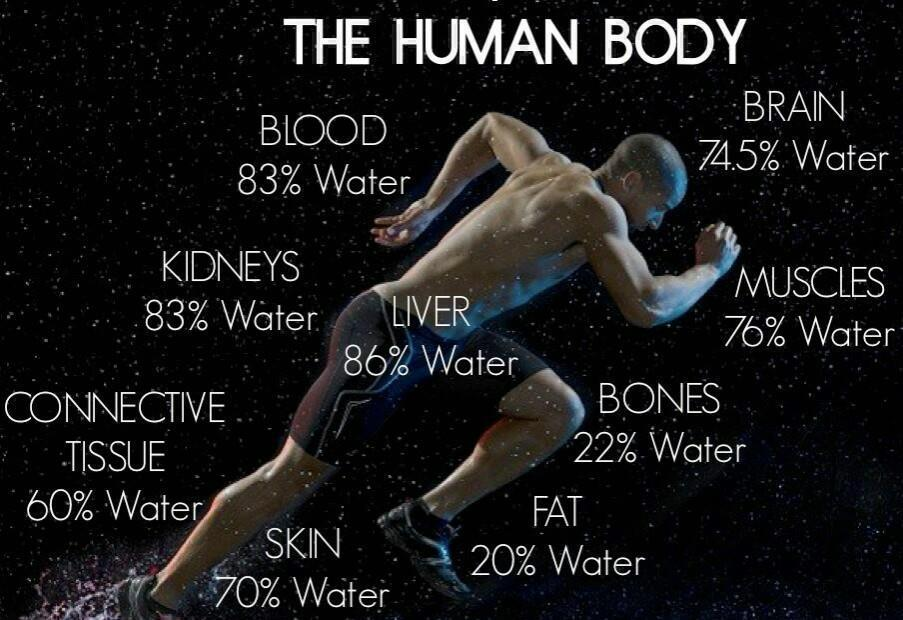 THE HUMAN BODY
BLOOD
83% Water
BRAIN
74.5% Water
KIDNEYS
83% Water
LIVER
86% Water
MUSCLES
76% Water
CONNECTIVE
TISSUE
60% Water
BONES
22% Water
SKIN
70% Water
FAT
20% Water